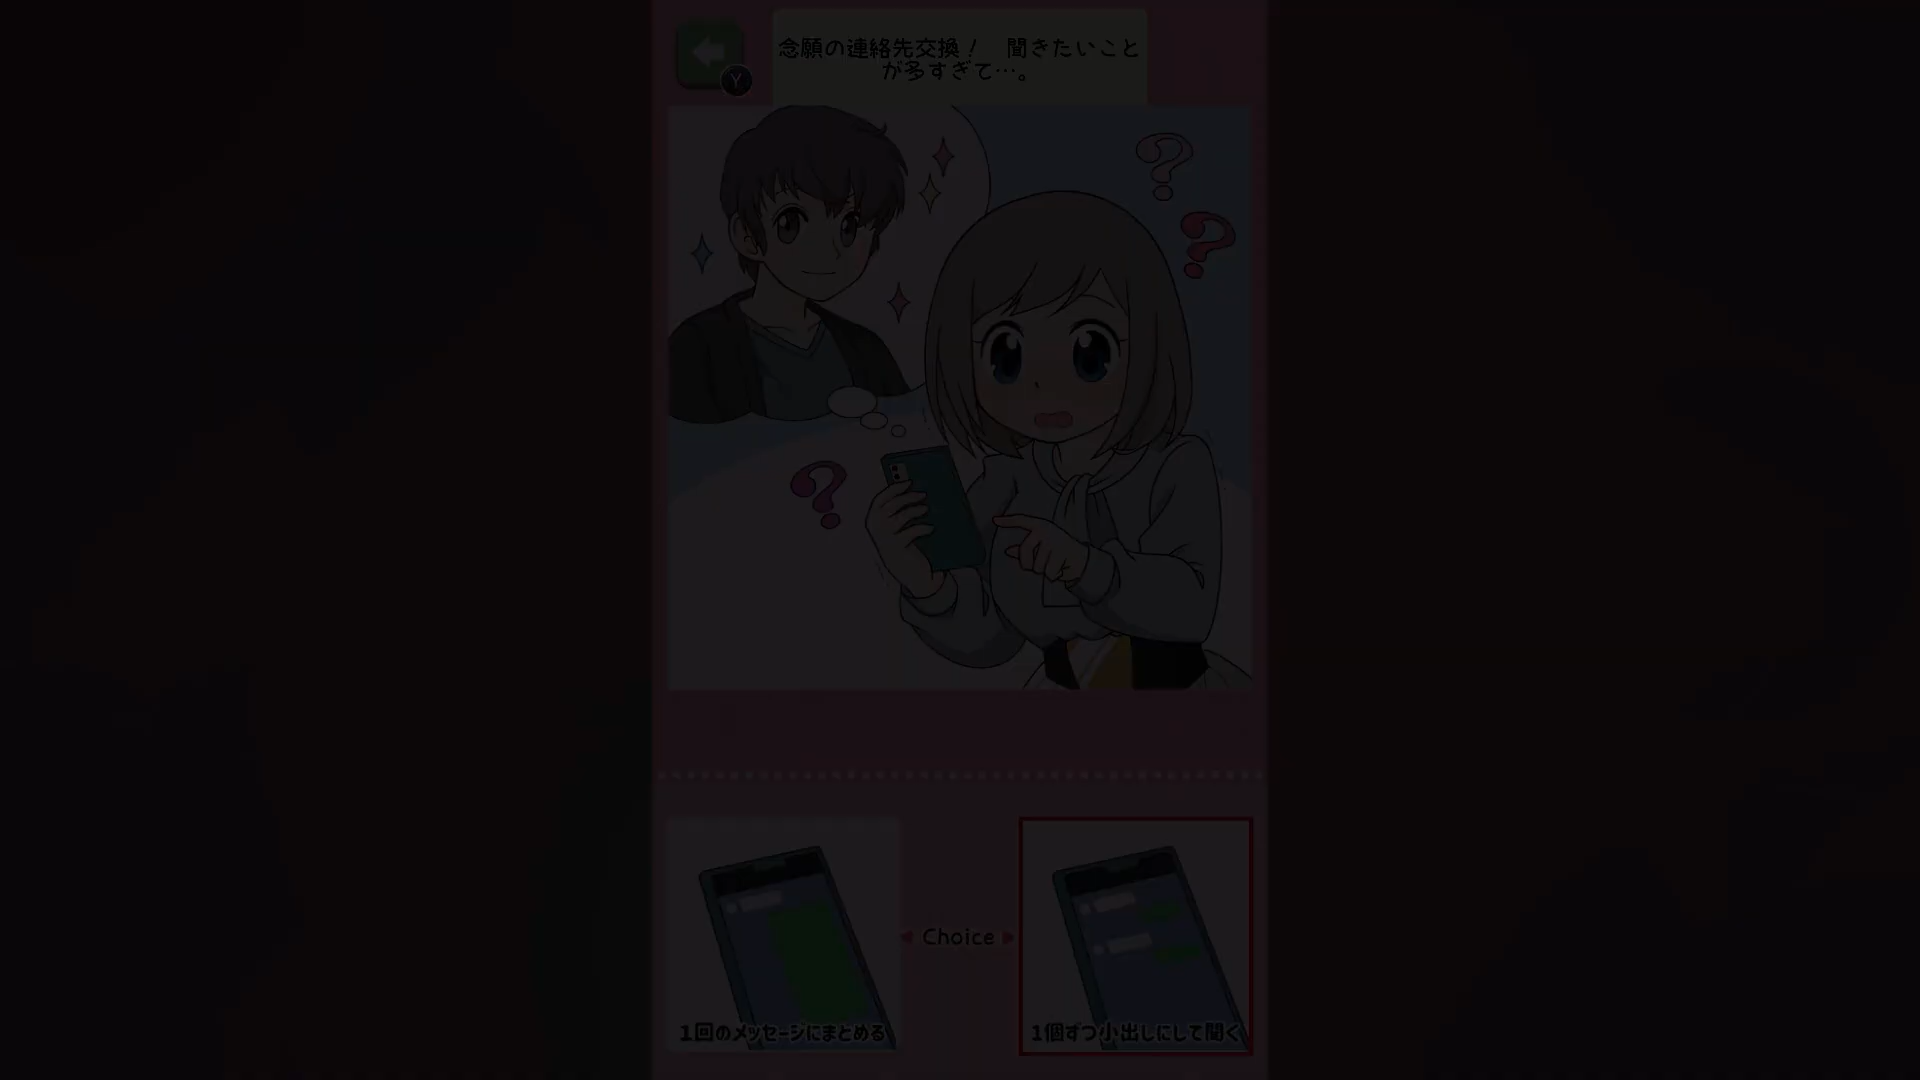 念願の連絡先交換！　聞きたいこと
が多すぎて…。
Y
Choice
1回のメッセージにまとめる
1個ずつ小出しにして聞く